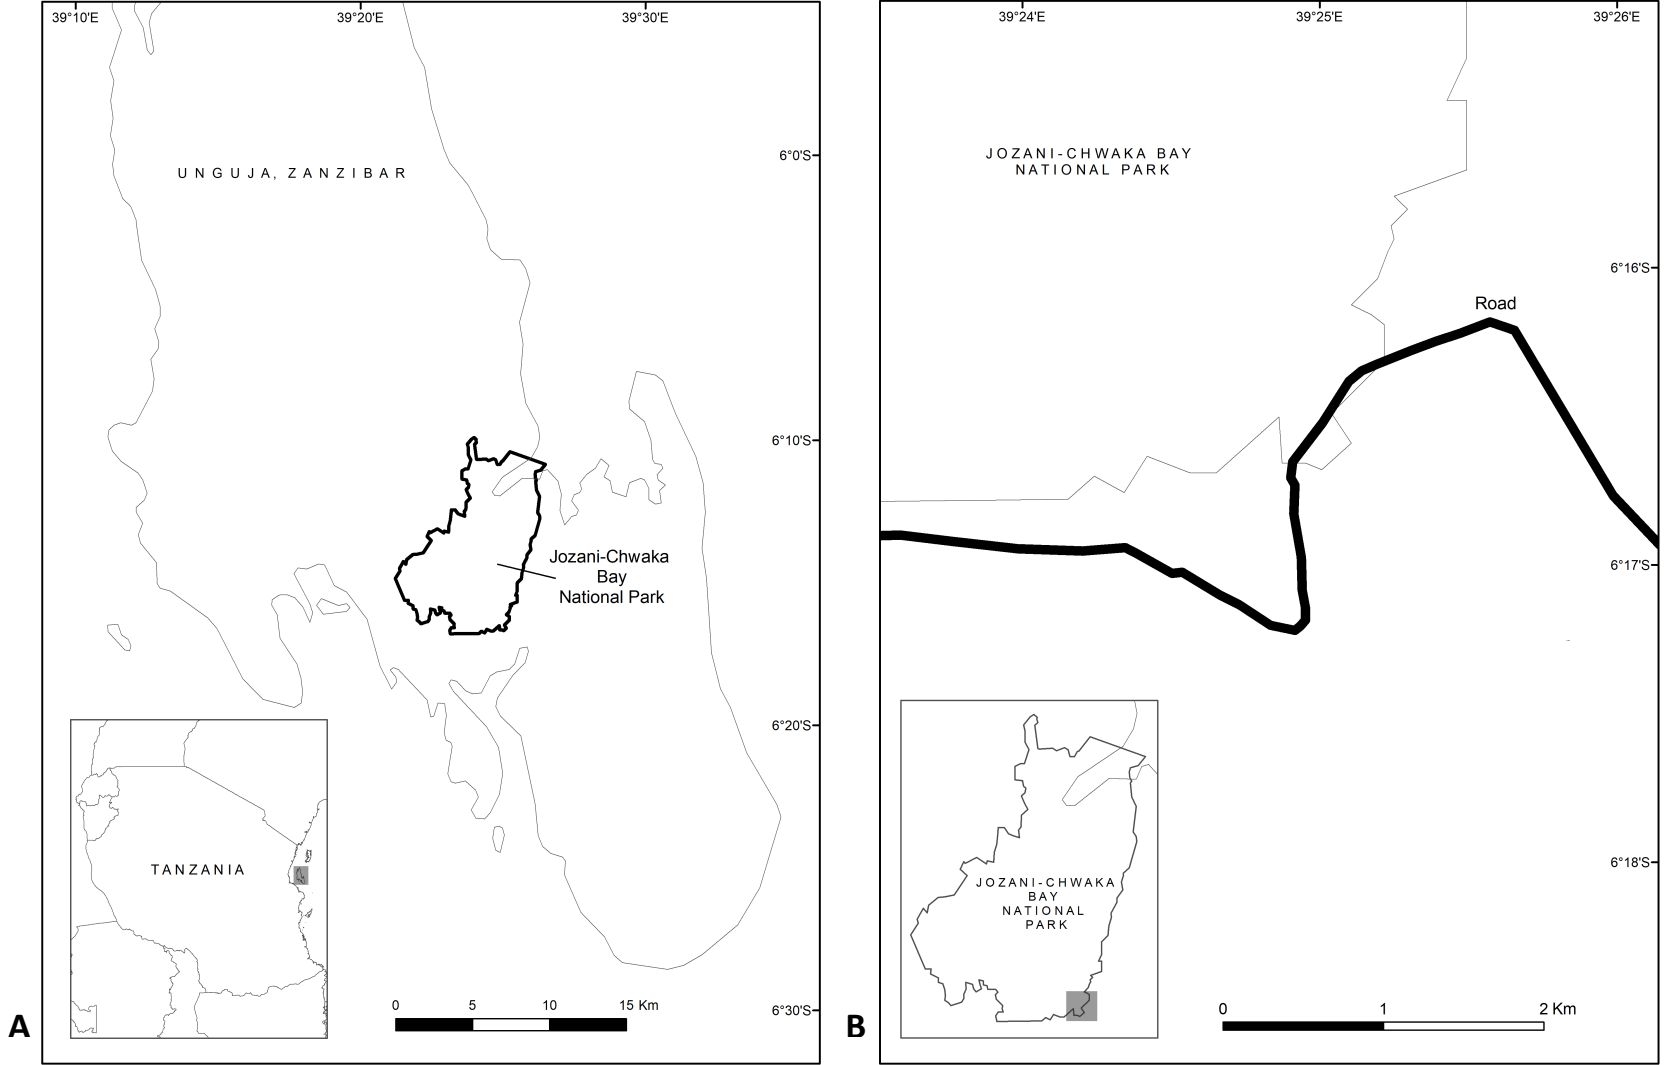 39°10'E
39°20'E
39°30'E
6°0'S
UNGUJA, ZANZIBAR
6°10'S
Jozani-Chwaka
Bay
National Park
6°20'S
TANZANIA
0 5 10 15 Km
6°30'S
A
39°24'E
39°25'E
39°26'E
JOZANI-CHWAKA BAY
NATIONAL PARK
6°16'S
Road
6°17'S
6°18'S
JOZANI-CHWAKA
BAY
NATIONAL
PARK
0 1 2 Km
B